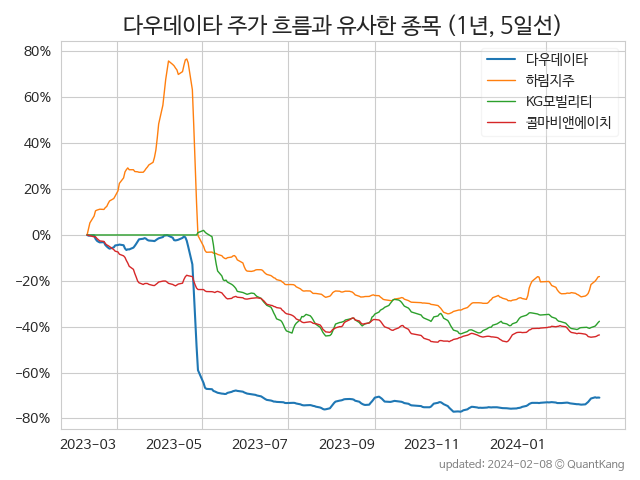 다우데이타 주가 흐름과 유사한 종목 (1년, 5일선)
다우데이타
하림지주
KG모빌리티
콜마비앤에이치
80%
60%
40%
20%
0%
−20%
−40%
−60%
−80%
2023-03 2023-05 2023-07 2023-09 2023-11 2024-01
updated: 2024-02-08 © QuantKang